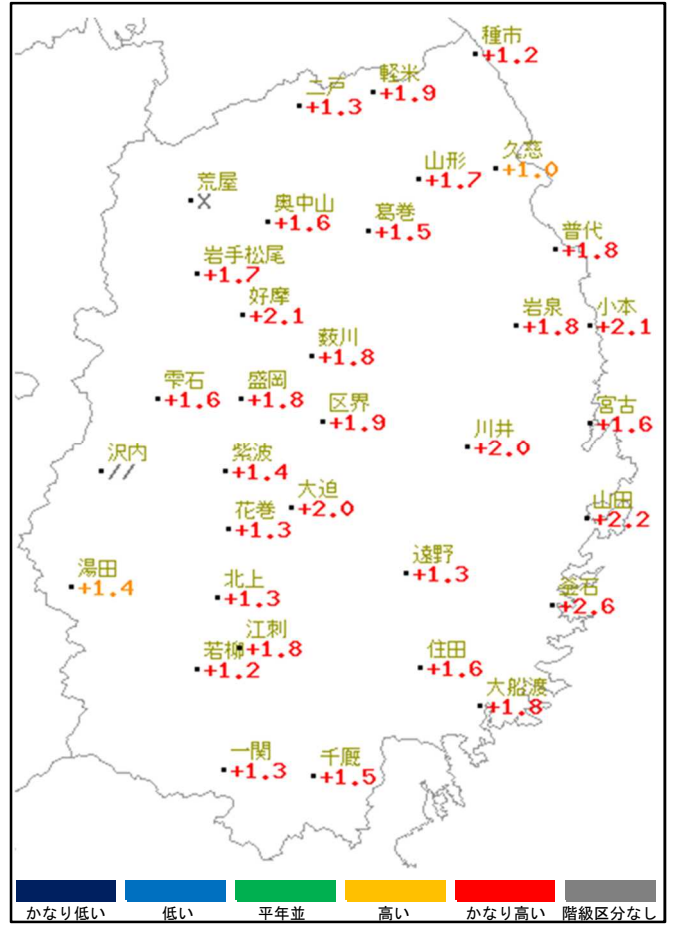 種市
+1.2
軽米
+1.9
二戸
+1.3
久慈
+1.0
山形
+1.7
荒屋
X
奥中山
+1.6
葛巻
+1.5
普代
+1.8
岩手松尾
+1.7
好摩
+2.1
岩泉
+1.8
小本
+2.1
薮川
+1.8
雫石
+1.6
盛岡
+1.8
区界
+1.9
宮古
+1.6
川井
+2.0
沢内
//
紫波
+1.4
大迫
+2.0
山田
+2.2
花巻
+1.3
遠野
+1.3
湯田
+1.4
北上
+1.3
釜石
+2.6
江刺
+1.8
若柳
+1.2
住田
+1.6
大船渡
+1.8
一関
+1.3
千厩
+1.5
かなり低い 低い 平年並 高い かなり高い 階級区分なし